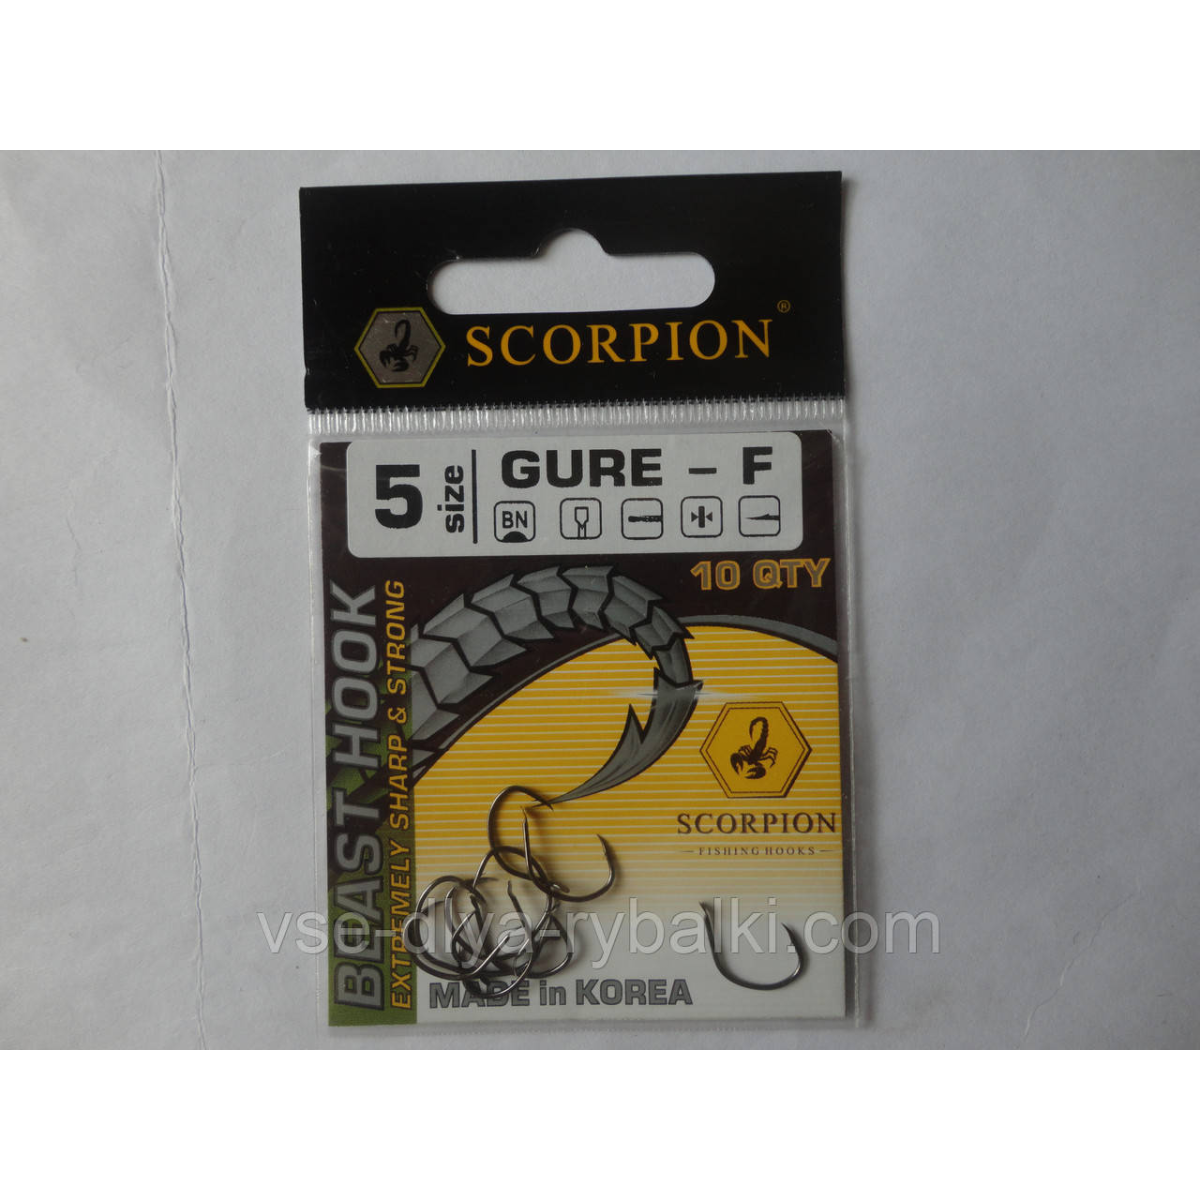 SCORPION®
5 size
GURE - F
BN
10 QTY
BEAST HOOK
EXTREMELY SHARP & STRONG
SCORPION
FISHING HOOKS
vse-dlya-rybalki.com
MADE in KOREA